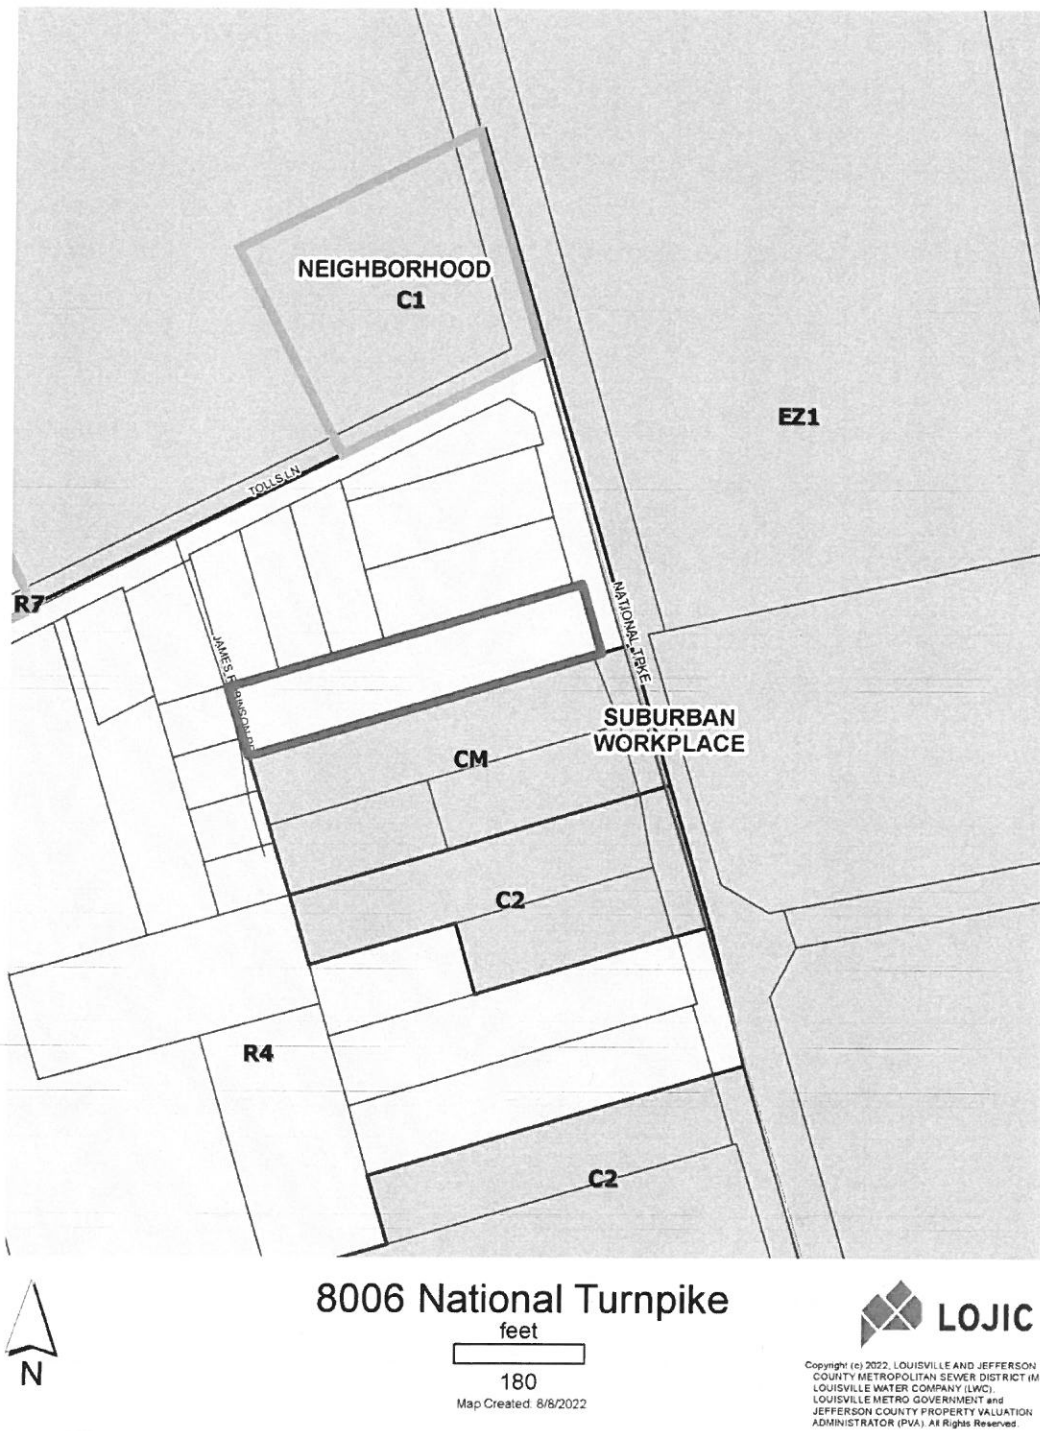 NEIGHBORHOOD
C1
EZ1
TOLLS LN
R7
NATIONAL TPKE
JAMES
SUBURBAN
WORKPLACE
CM
C2
R4
C2
8006 National Turnpike
feet
180
Map Created: 8/8/2022
N
LOJIC
Copyright (c) 2022, LOUISVILLE AND JEFFERSON
COUNTY METROPOLITAN SEWER DISTRICT (M
LOUISVILLE WATER COMPANY (LWC),
LOUISVILLE METRO GOVERNMENT and
JEFFERSON COUNTY PROPERTY VALUATION
ADMINISTRATOR (PVA). All Rights Reserved.